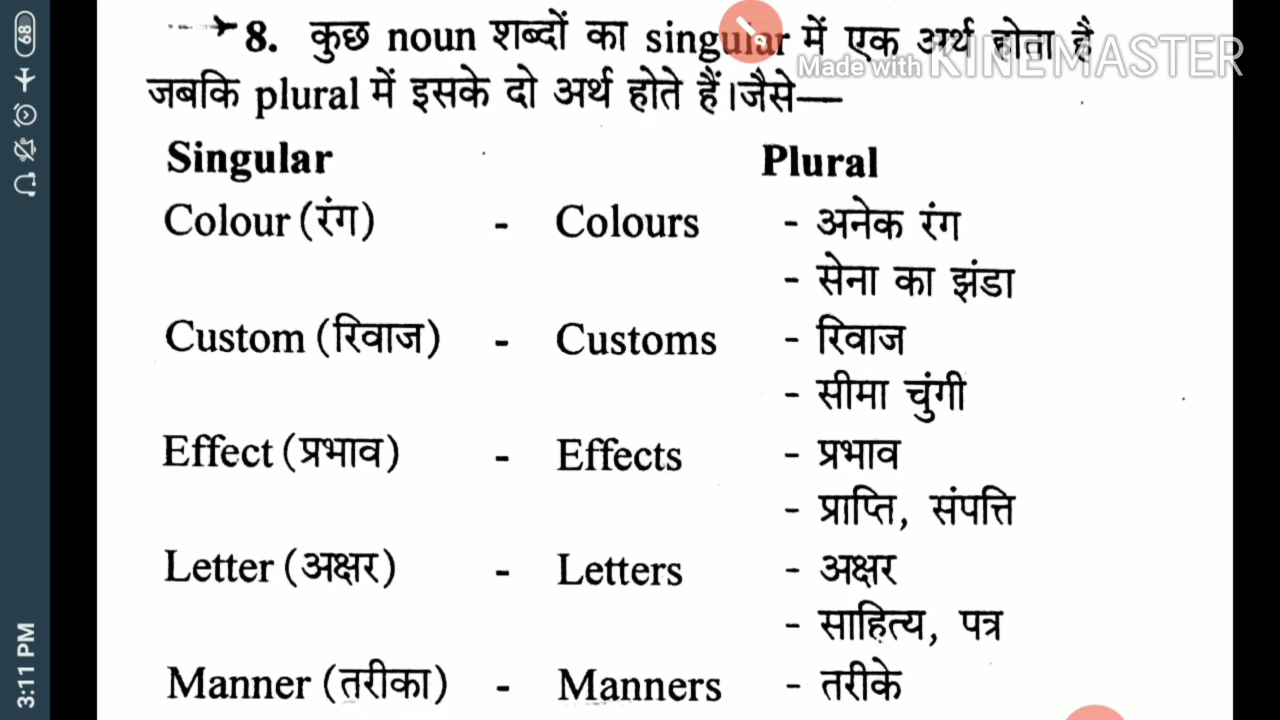 8. कुछ noun शब्दों का singular में एक अर्थ होता है
Made with KINEMASTER
जबकि plural में इसके दो अर्थ होते हैं। जैसे—
Singular Plural
Colour (रंग) - Colours - अनेक रंग
- सेना का झंडा
Custom (रिवाज) - Customs - रिवाज
- सीमा चुंगी
Effect (प्रभाव) - Effects - प्रभाव
- प्राप्ति, संपत्ति
Letter (अक्षर) - Letters - अक्षर
- साहित्य, पत्र
Manner (तरीका) - Manners - तरीके
68
3:11 PM